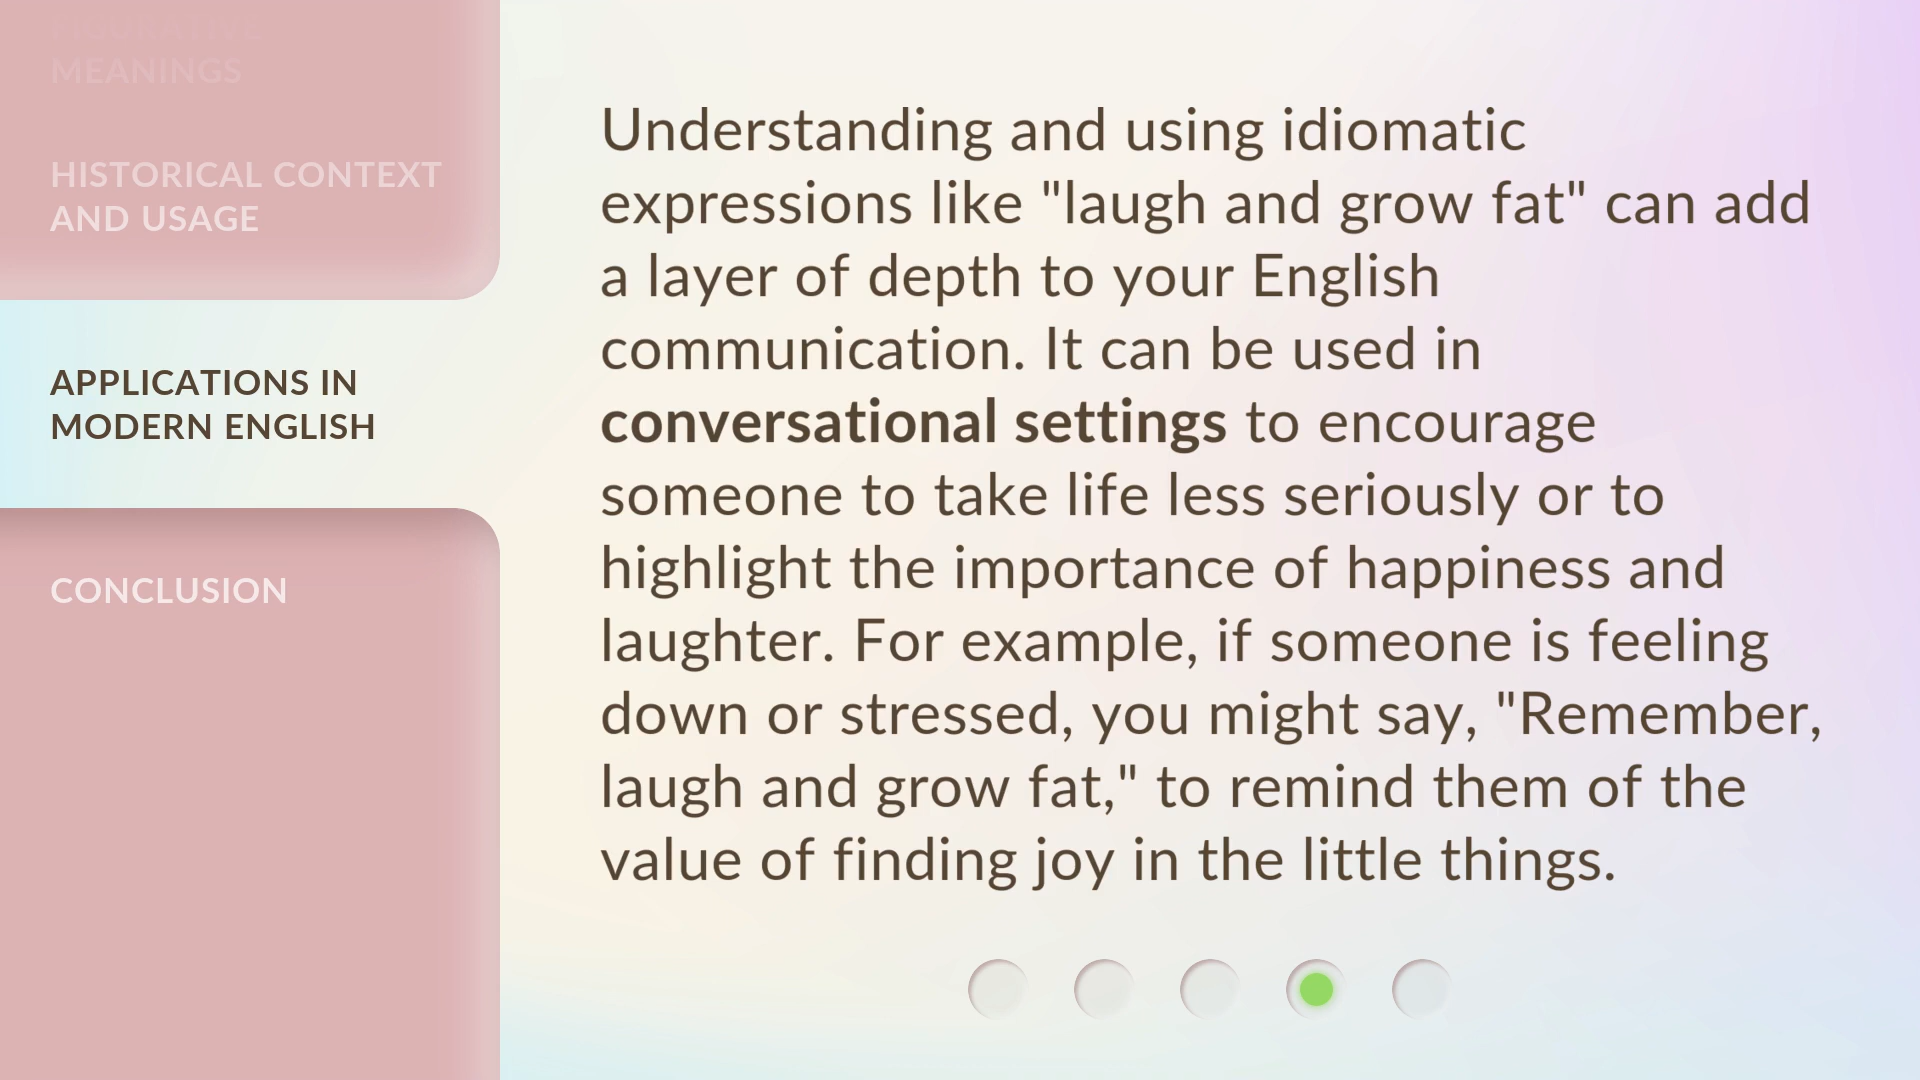 FIGURATIVE
MEANINGS
HISTORICAL CONTEXT
AND USAGE
APPLICATIONS IN
MODERN ENGLISH
CONCLUSION
Understanding and using idiomatic
expressions like "laugh and grow fat" can add
a layer of depth to your English
communication. It can be used in
conversational settings to encourage
someone to take life less seriously or to
highlight the importance of happiness and
laughter. For example, if someone is feeling
down or stressed, you might say, "Remember,
laugh and grow fat," to remind them of the
value of finding joy in the little things.